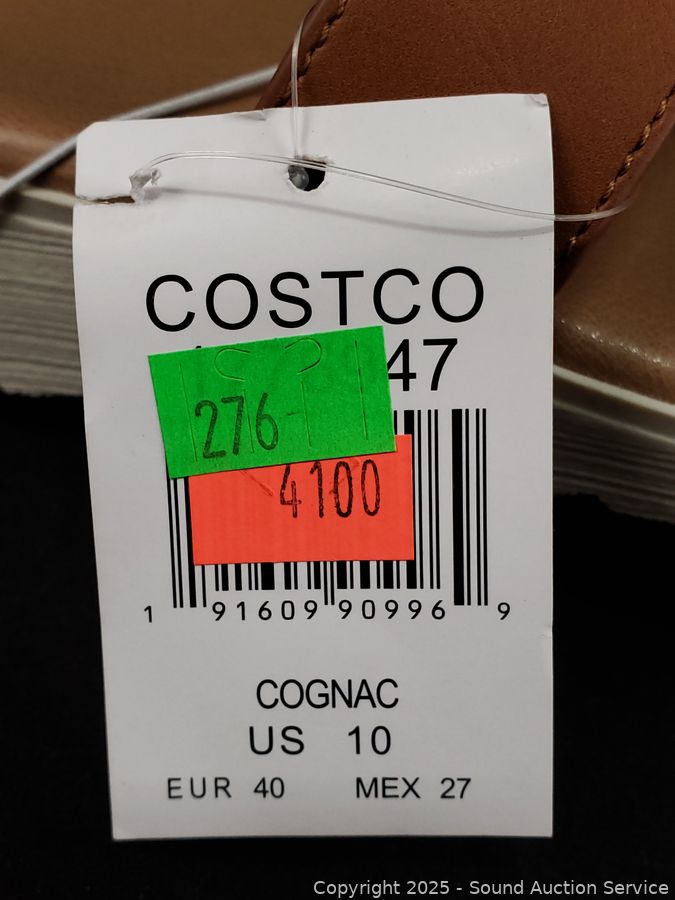 COSTCO
47
276
4100
1 91609 90996 9
COGNAC
US 10
EUR 40 MEX 27
Copyright 2025 - Sound Auction Service